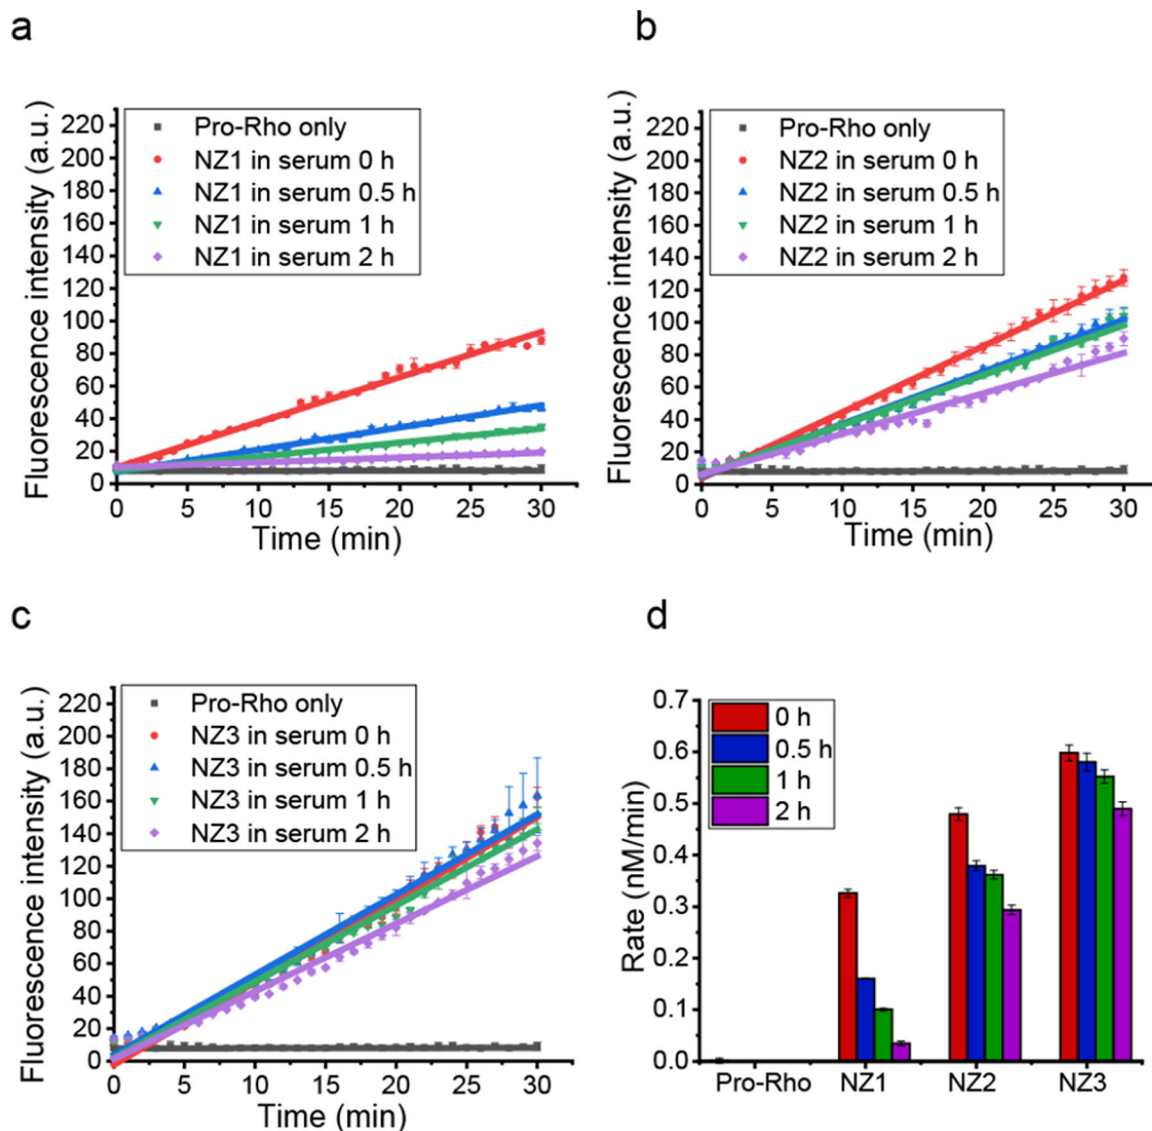 a
Fluorescence intensity (a.u.)
220
200
180
160
140
120
100
80
60
40
20
0
Pro-Rho only
NZ1 in serum 0 h
NZ1 in serum 0.5 h
NZ1 in serum 1 h
NZ1 in serum 2 h
0 5 10 15 20 25 30
Time (min)
b
Fluorescence intensity (a.u.)
220
200
180
160
140
120
100
80
60
40
20
0
Pro-Rho only
NZ2 in serum 0 h
NZ2 in serum 0.5 h
NZ2 in serum 1 h
NZ2 in serum 2 h
0 5 10 15 20 25 30
Time (min)
c
Fluorescence intensity (a.u.)
220
200
180
160
140
120
100
80
60
40
20
0
Pro-Rho only
NZ3 in serum 0 h
NZ3 in serum 0.5 h
NZ3 in serum 1 h
NZ3 in serum 2 h
0 5 10 15 20 25 30
Time (min)
d
Rate (nM/min)
0.7
0.6
0.5
0.4
0.3
0.2
0.1
0.0
0 h
0.5 h
1 h
2 h
Pro-Rho NZ1 NZ2 NZ3